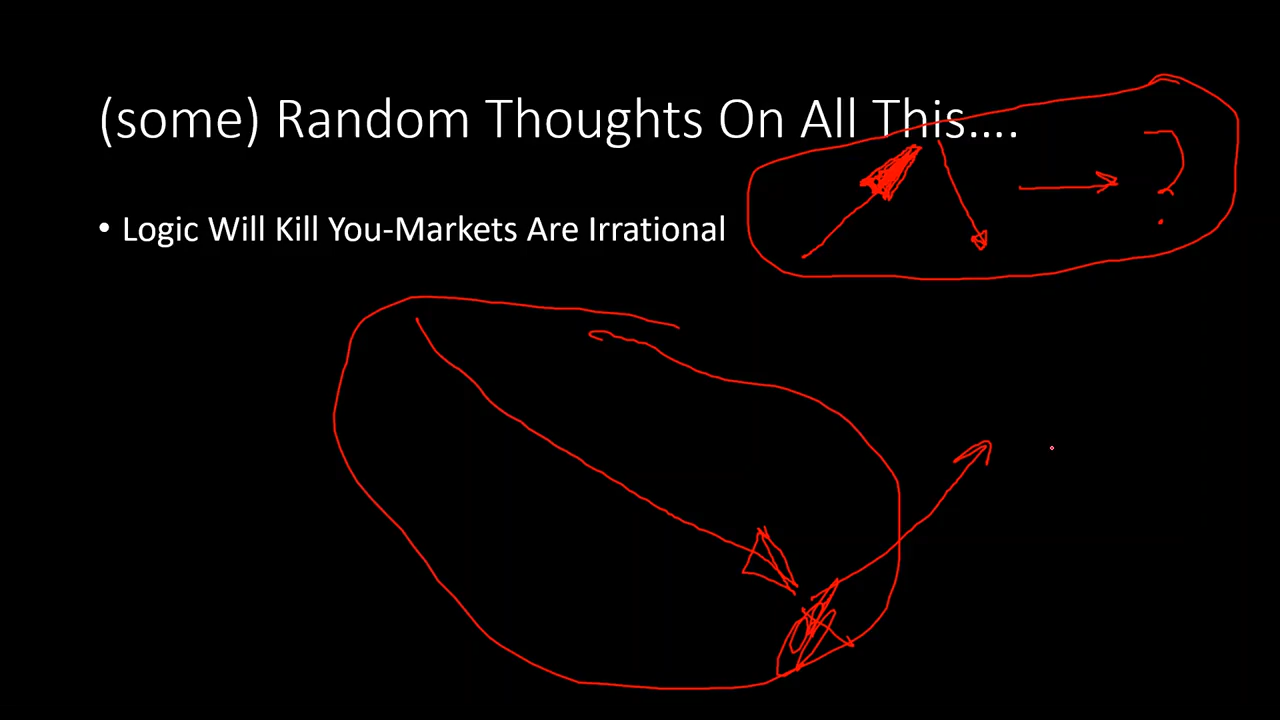 (some) Random Thoughts On All This....
• Logic Will Kill You-Markets Are Irrational
?